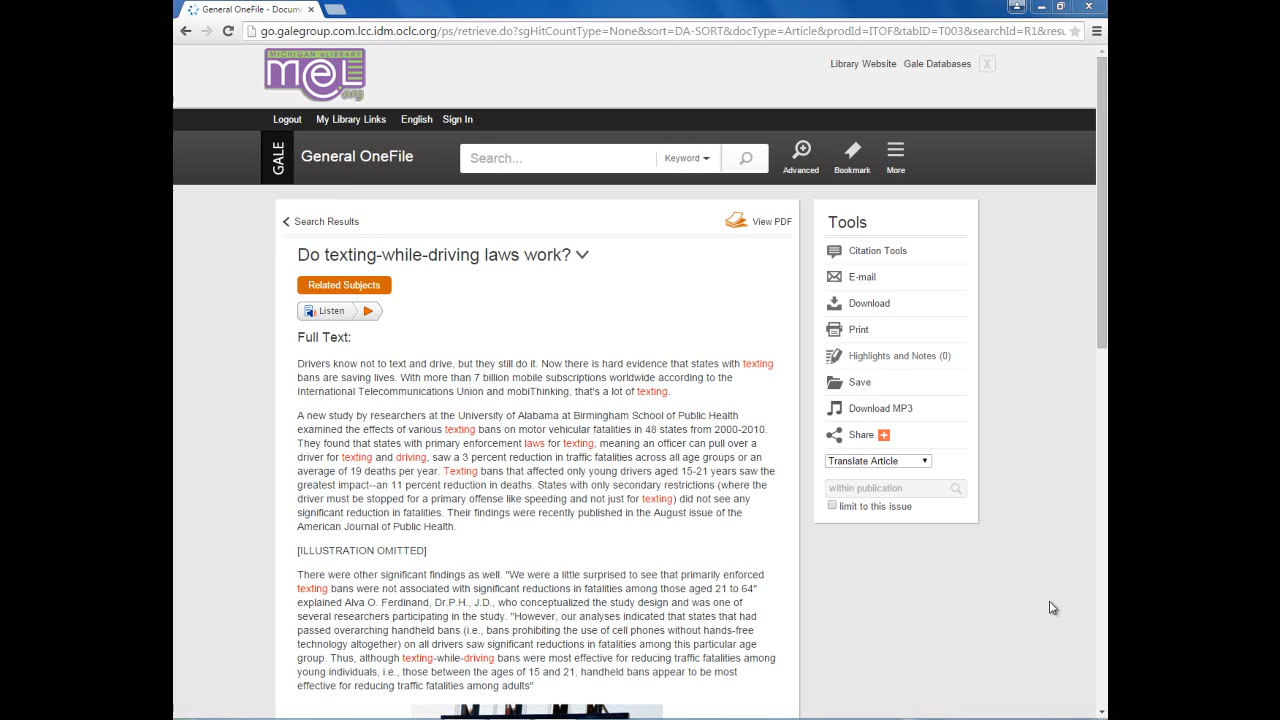 General OneFile - Docum
go.galegroup.com.lcc.idm.oclc.org/ps/retrieve.do?sgHitCountType=None&sort=DA-SORT&docType=Article&prodId=ITOF&tabID=T003&searchId=R1&resu
MICHIGAN eLIBRARY
mel.org
Library Website Gale Databases X
Logout My Library Links English Sign In
GALE General OneFile Search... Keyword Advanced Bookmark More
Search Results View PDF
Do texting-while-driving laws work?
Related Subjects
Listen
Full Text:
Drivers know not to text and drive, but they still do it. Now there is hard evidence that states with texting
bans are saving lives. With more than 7 billion mobile subscriptions worldwide according to the
International Telecommunications Union and mobiThinking, that's a lot of texting.
A new study by researchers at the University of Alabama at Birmingham School of Public Health
examined the effects of various texting bans on motor vehicular fatalities in 48 states from 2000-2010.
They found that states with primary enforcement laws for texting, meaning an officer can pull over a
driver for texting and driving, saw a 3 percent reduction in traffic fatalities across all age groups or an
average of 19 deaths per year. Texting bans that affected only young drivers aged 15-21 years saw the
greatest impact--an 11 percent reduction in deaths. States with only secondary restrictions (where the
driver must be stopped for a primary offense like speeding and not just for texting) did not see any
significant reduction in fatalities. Their findings were recently published in the August issue of the
American Journal of Public Health.
[ILLUSTRATION OMITTED]
There were other significant findings as well. "We were a little surprised to see that primarily enforced
texting bans were not associated with significant reductions in fatalities among those aged 21 to 64"
explained Alva O. Ferdinand, Dr.P.H., J.D., who conceptualized the study design and was one of
several researchers participating in the study. "However, our analyses indicated that states that had
passed overarching handheld bans (i.e., bans prohibiting the use of cell phones without hands-free
technology altogether) on all drivers saw significant reductions in fatalities among this particular age
group. Thus, although texting-while-driving bans were most effective for reducing traffic fatalities among
young individuals, i.e., those between the ages of 15 and 21, handheld bans appear to be most
effective for reducing traffic fatalities among adults"
Tools
Citation Tools
E-mail
Download
Print
Highlights and Notes (0)
Save
Download MP3
Share
Translate Article
within publication
limit to this issue